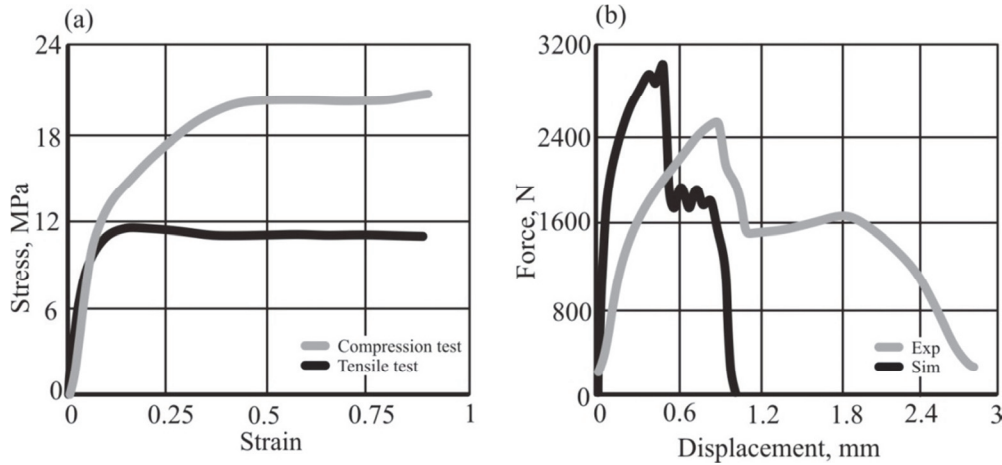 (a)
24
18
12
6
0
Stress, MPa
Compression test
Tensile test
0
0.25
0.5
0.75
1
Strain
(b)
3200
2400
1600
800
0
Force, N
Exp
Sim
0
0.6
1.2
1.8
2.4
3
Displacement, mm